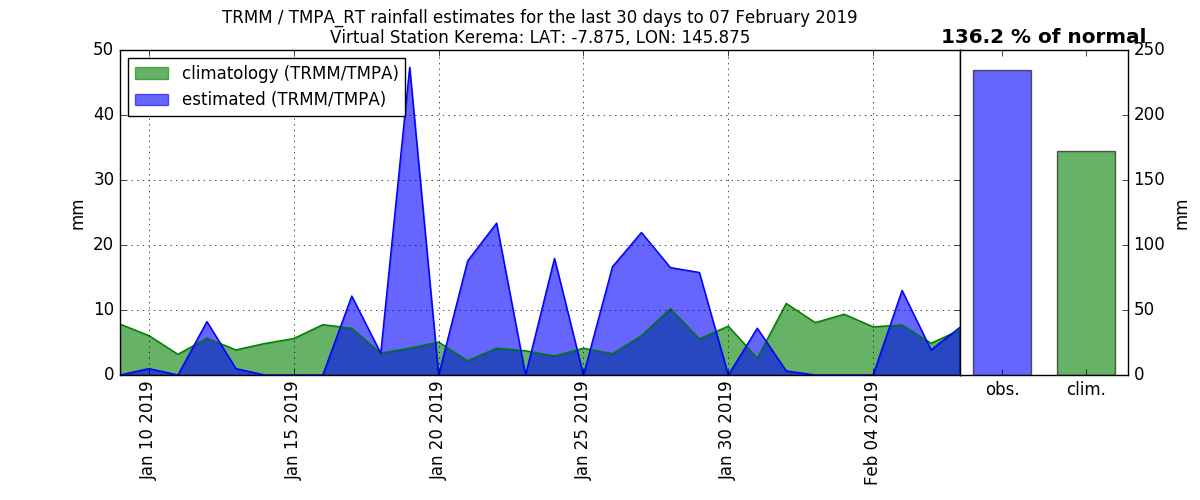 TRMM / TMPA_RT rainfall estimates for the last 30 days to 07 February 2019
Virtual Station Kerema: LAT: -7.875, LON: 145.875
136.2 % of normal
climatology (TRMM/TMPA)
estimated (TRMM/TMPA)
50
40
30
20
10
0
mm
Jan 10 2019
Jan 15 2019
Jan 20 2019
Jan 25 2019
Jan 30 2019
Feb 04 2019
obs.
clim.
250
200
150
100
50
0
mm